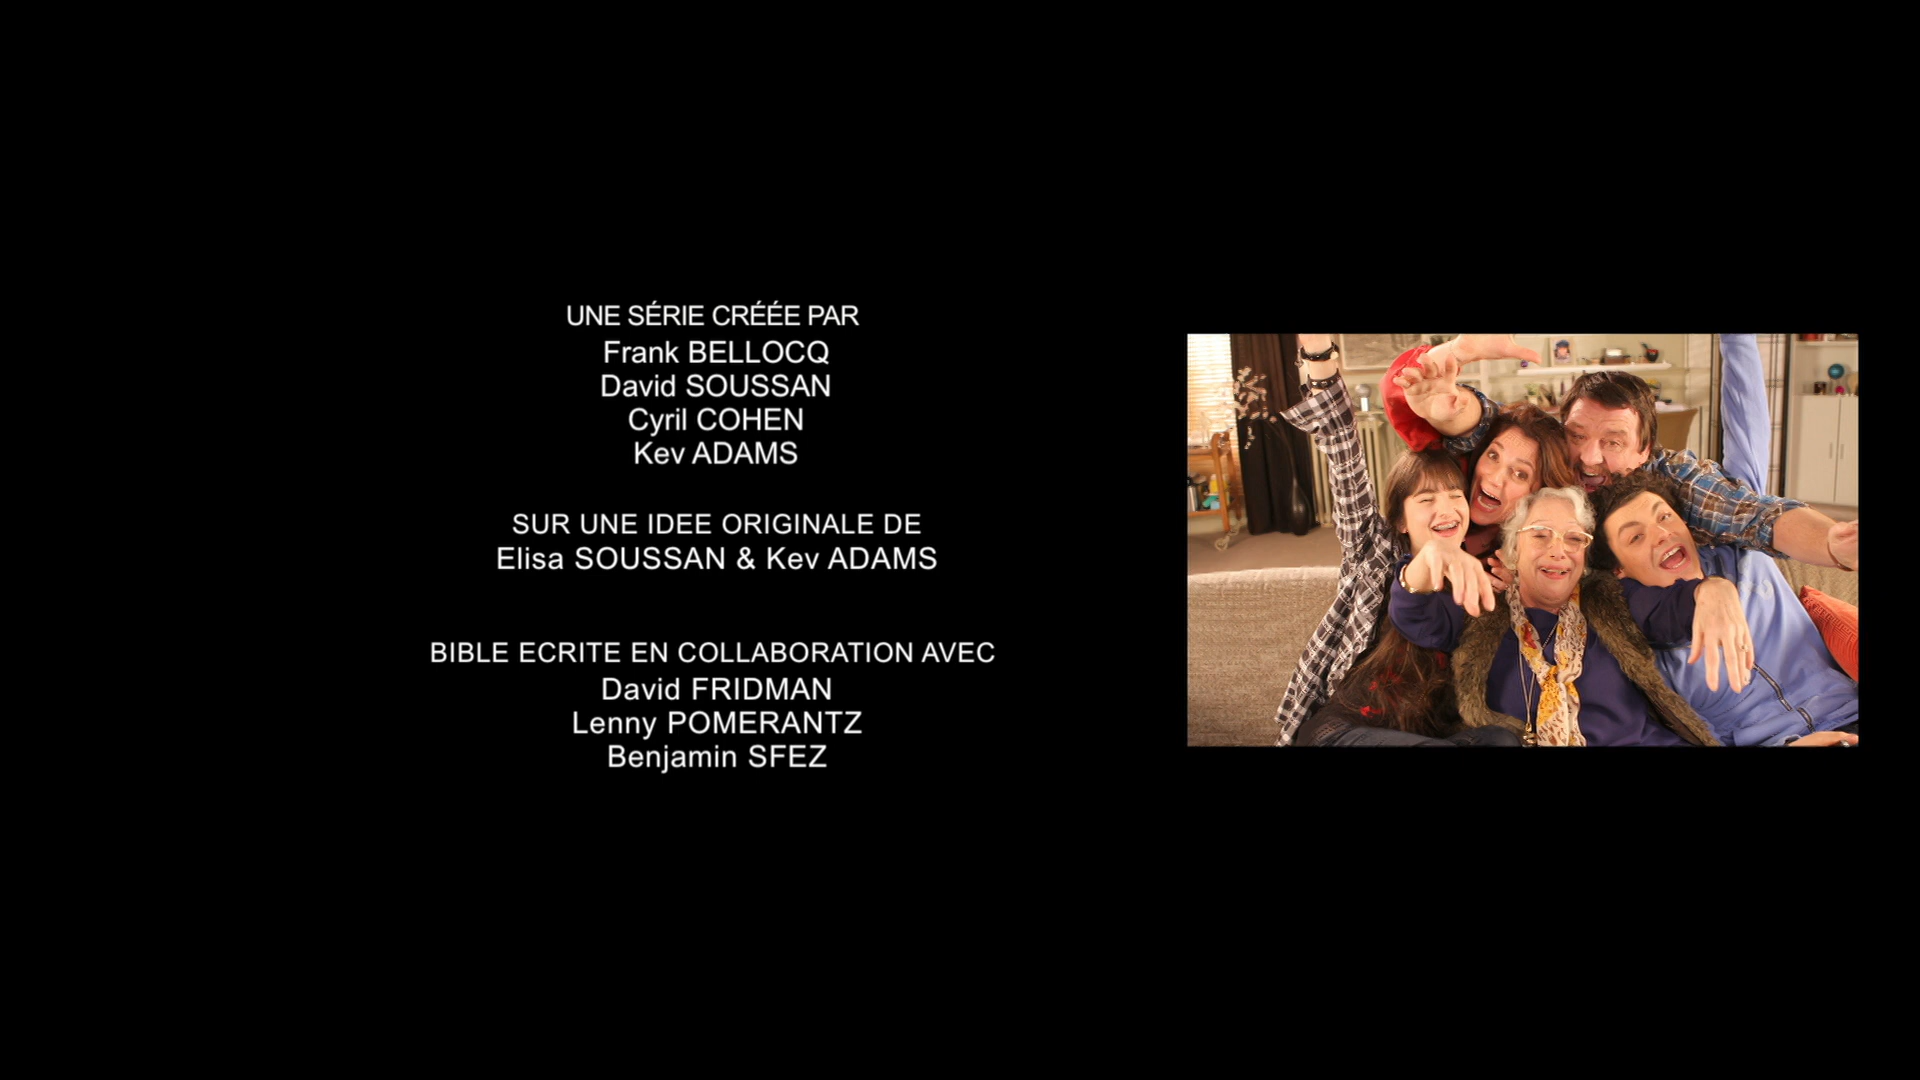 UNE SÉRIE CRÉÉE PAR
Frank BELLOCQ
David SOUSSAN
Cyril COHEN
Kev ADAMS
SUR UNE IDEE ORIGINALE DE
Elisa SOUSSAN & Kev ADAMS
BIBLE ECRITE EN COLLABORATION AVEC
David FRIDMAN
Lenny POMERANTZ
Benjamin SFEZ